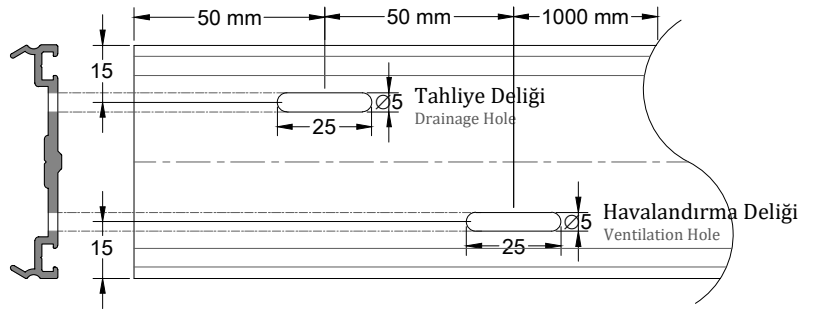 50 mm
50 mm
1000 mm
15
Ø5
Tahliye Deliği
Drainage Hole
25
Ø5
Havalandırma Deliği
Ventilation Hole
15
25